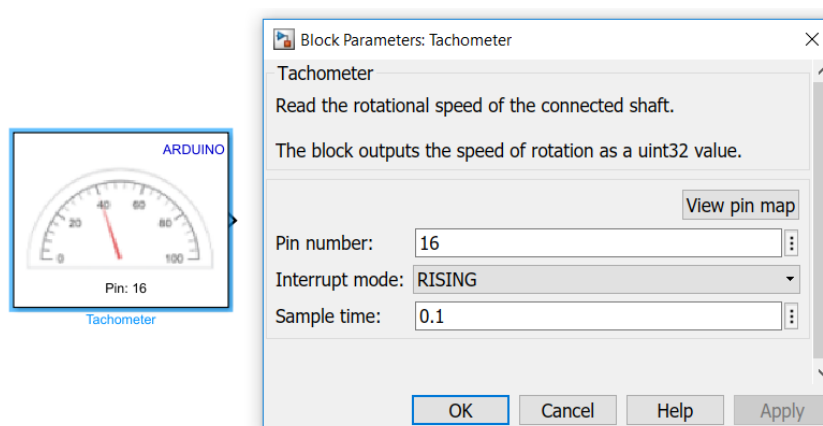 Block Parameters: Tachometer
Tachometer
Read the rotational speed of the connected shaft.
The block outputs the speed of rotation as a uint32 value.
View pin map
Pin number: 16
Interrupt mode: RISING
Sample time: 0.1
OK Cancel Help Apply
ARDUINO
0 20 40 60 80 100
Pin: 16
Tachometer